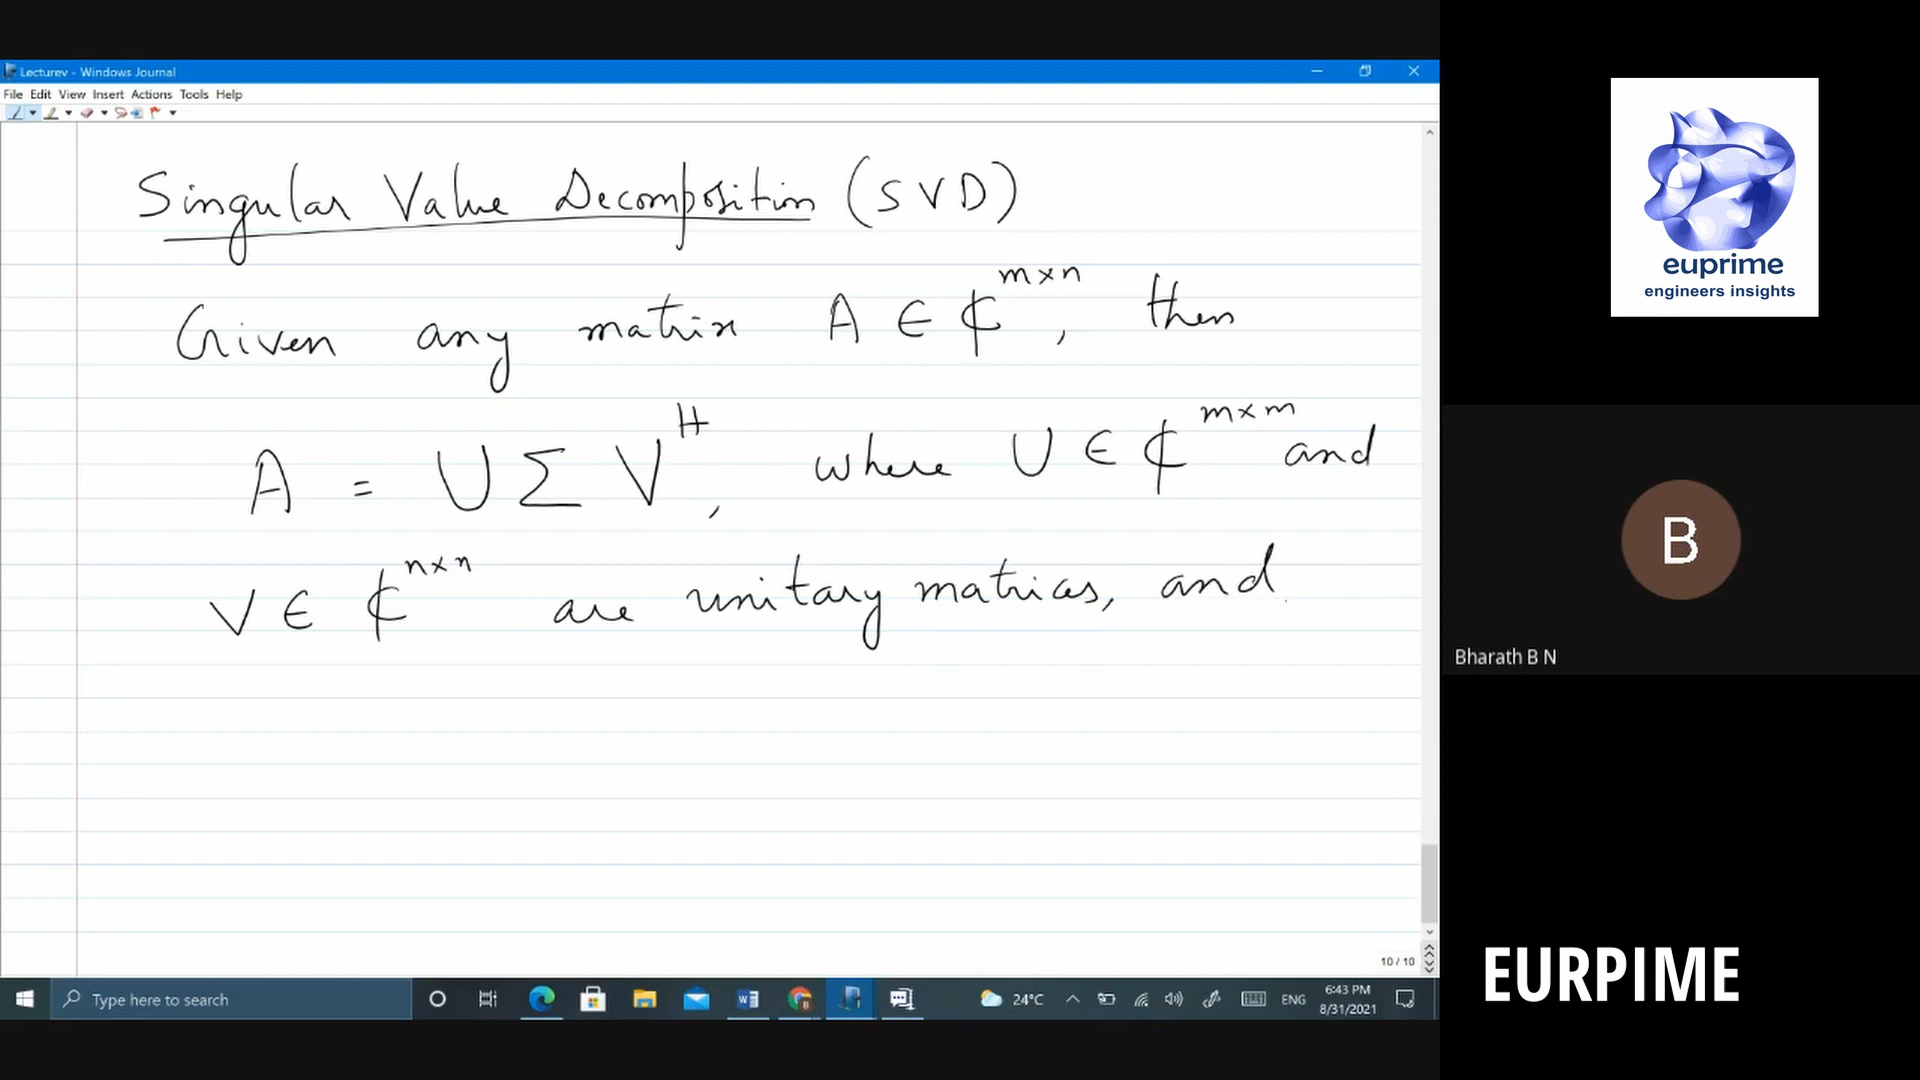 Lecturev - Windows Journal
File Edit View Insert Actions Tools Help
Singular Value Decomposition (SVD)
Given any matrix A ∈ ℂ^{m×n}, then
A = U Σ V^H, where U ∈ ℂ^{m×m} and
V ∈ ℂ^{n×n} are unitary matrices, and
10 / 10
Type here to search
24°C
ENG
6:43 PM
8/31/2021
euprime
engineers insights
B
Bharath B N
EURPIME